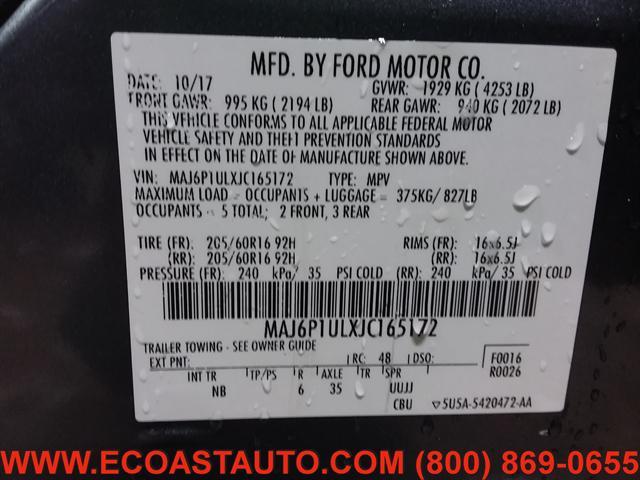 MFD. BY FORD MOTOR CO.
DATE: 10/17 GVWR: 1929 KG ( 4253 LB)
FRONT GAWR: 995 KG ( 2194 LB) REAR GAWR: 940 KG ( 2072 LB)
THIS VEHICLE CONFORMS TO ALL APPLICABLE FEDERAL MOTOR
VEHICLE SAFETY AND THEFT PREVENTION STANDARDS
IN EFFECT ON THE DATE OF MANUFACTURE SHOWN ABOVE.
VIN: MAJ6P1ULXJC165172 TYPE: MPV
MAXIMUM LOAD = OCCUPANTS + LUGGAGE = 375KG/ 827LB
OCCUPANTS - 5 TOTAL; 2 FRONT, 3 REAR
TIRE (FR): 205/60R16 92H RIMS (FR): 16x6.5J
(RR): 205/60R16 92H (RR): 16x6.5J
PRESSURE (FR): 240 kPa/ 35 PSI COLD (RR): 240 kPa/ 35 PSI COLD
MAJ6P1ULXJC165172
TRAILER TOWING - SEE OWNER GUIDE
EXT PNT: RC: 48 DSO: F0016
R0026
INT TR TP/PS R AXLE TR SPR
NB 6 35 UUJJ
CBU ▽5U5A-5420472-AA
WWW.ECOASTAUTO.COM (800) 869-0655